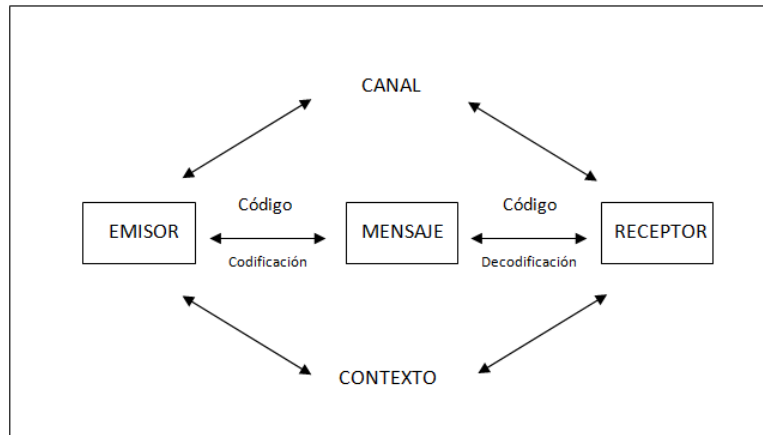 CANAL
Código
Código
EMISOR
MENSAJE
RECEPTOR
Codificación
Decodificación
CONTEXTO